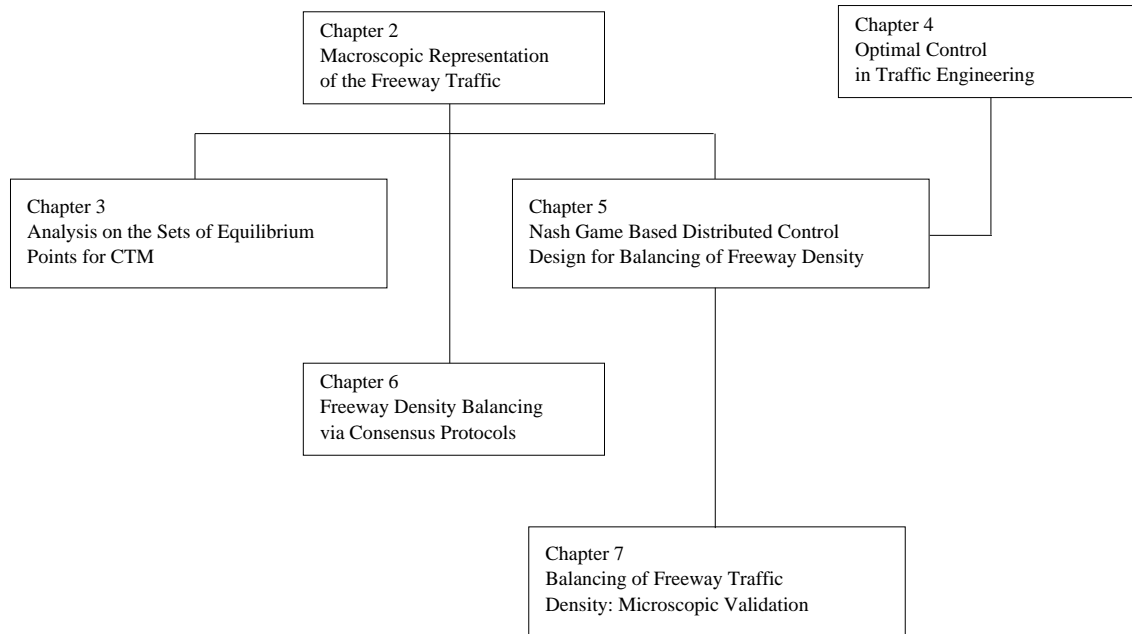 Chapter 2
Macroscopic Representation
of the Freeway Traffic
Chapter 4
Optimal Control
in Traffic Engineering
Chapter 3
Analysis on the Sets of Equilibrium
Points for CTM
Chapter 5
Nash Game Based Distributed Control
Design for Balancing of Freeway Density
Chapter 6
Freeway Density Balancing
via Consensus Protocols
Chapter 7
Balancing of Freeway Traffic
Density: Microscopic Validation